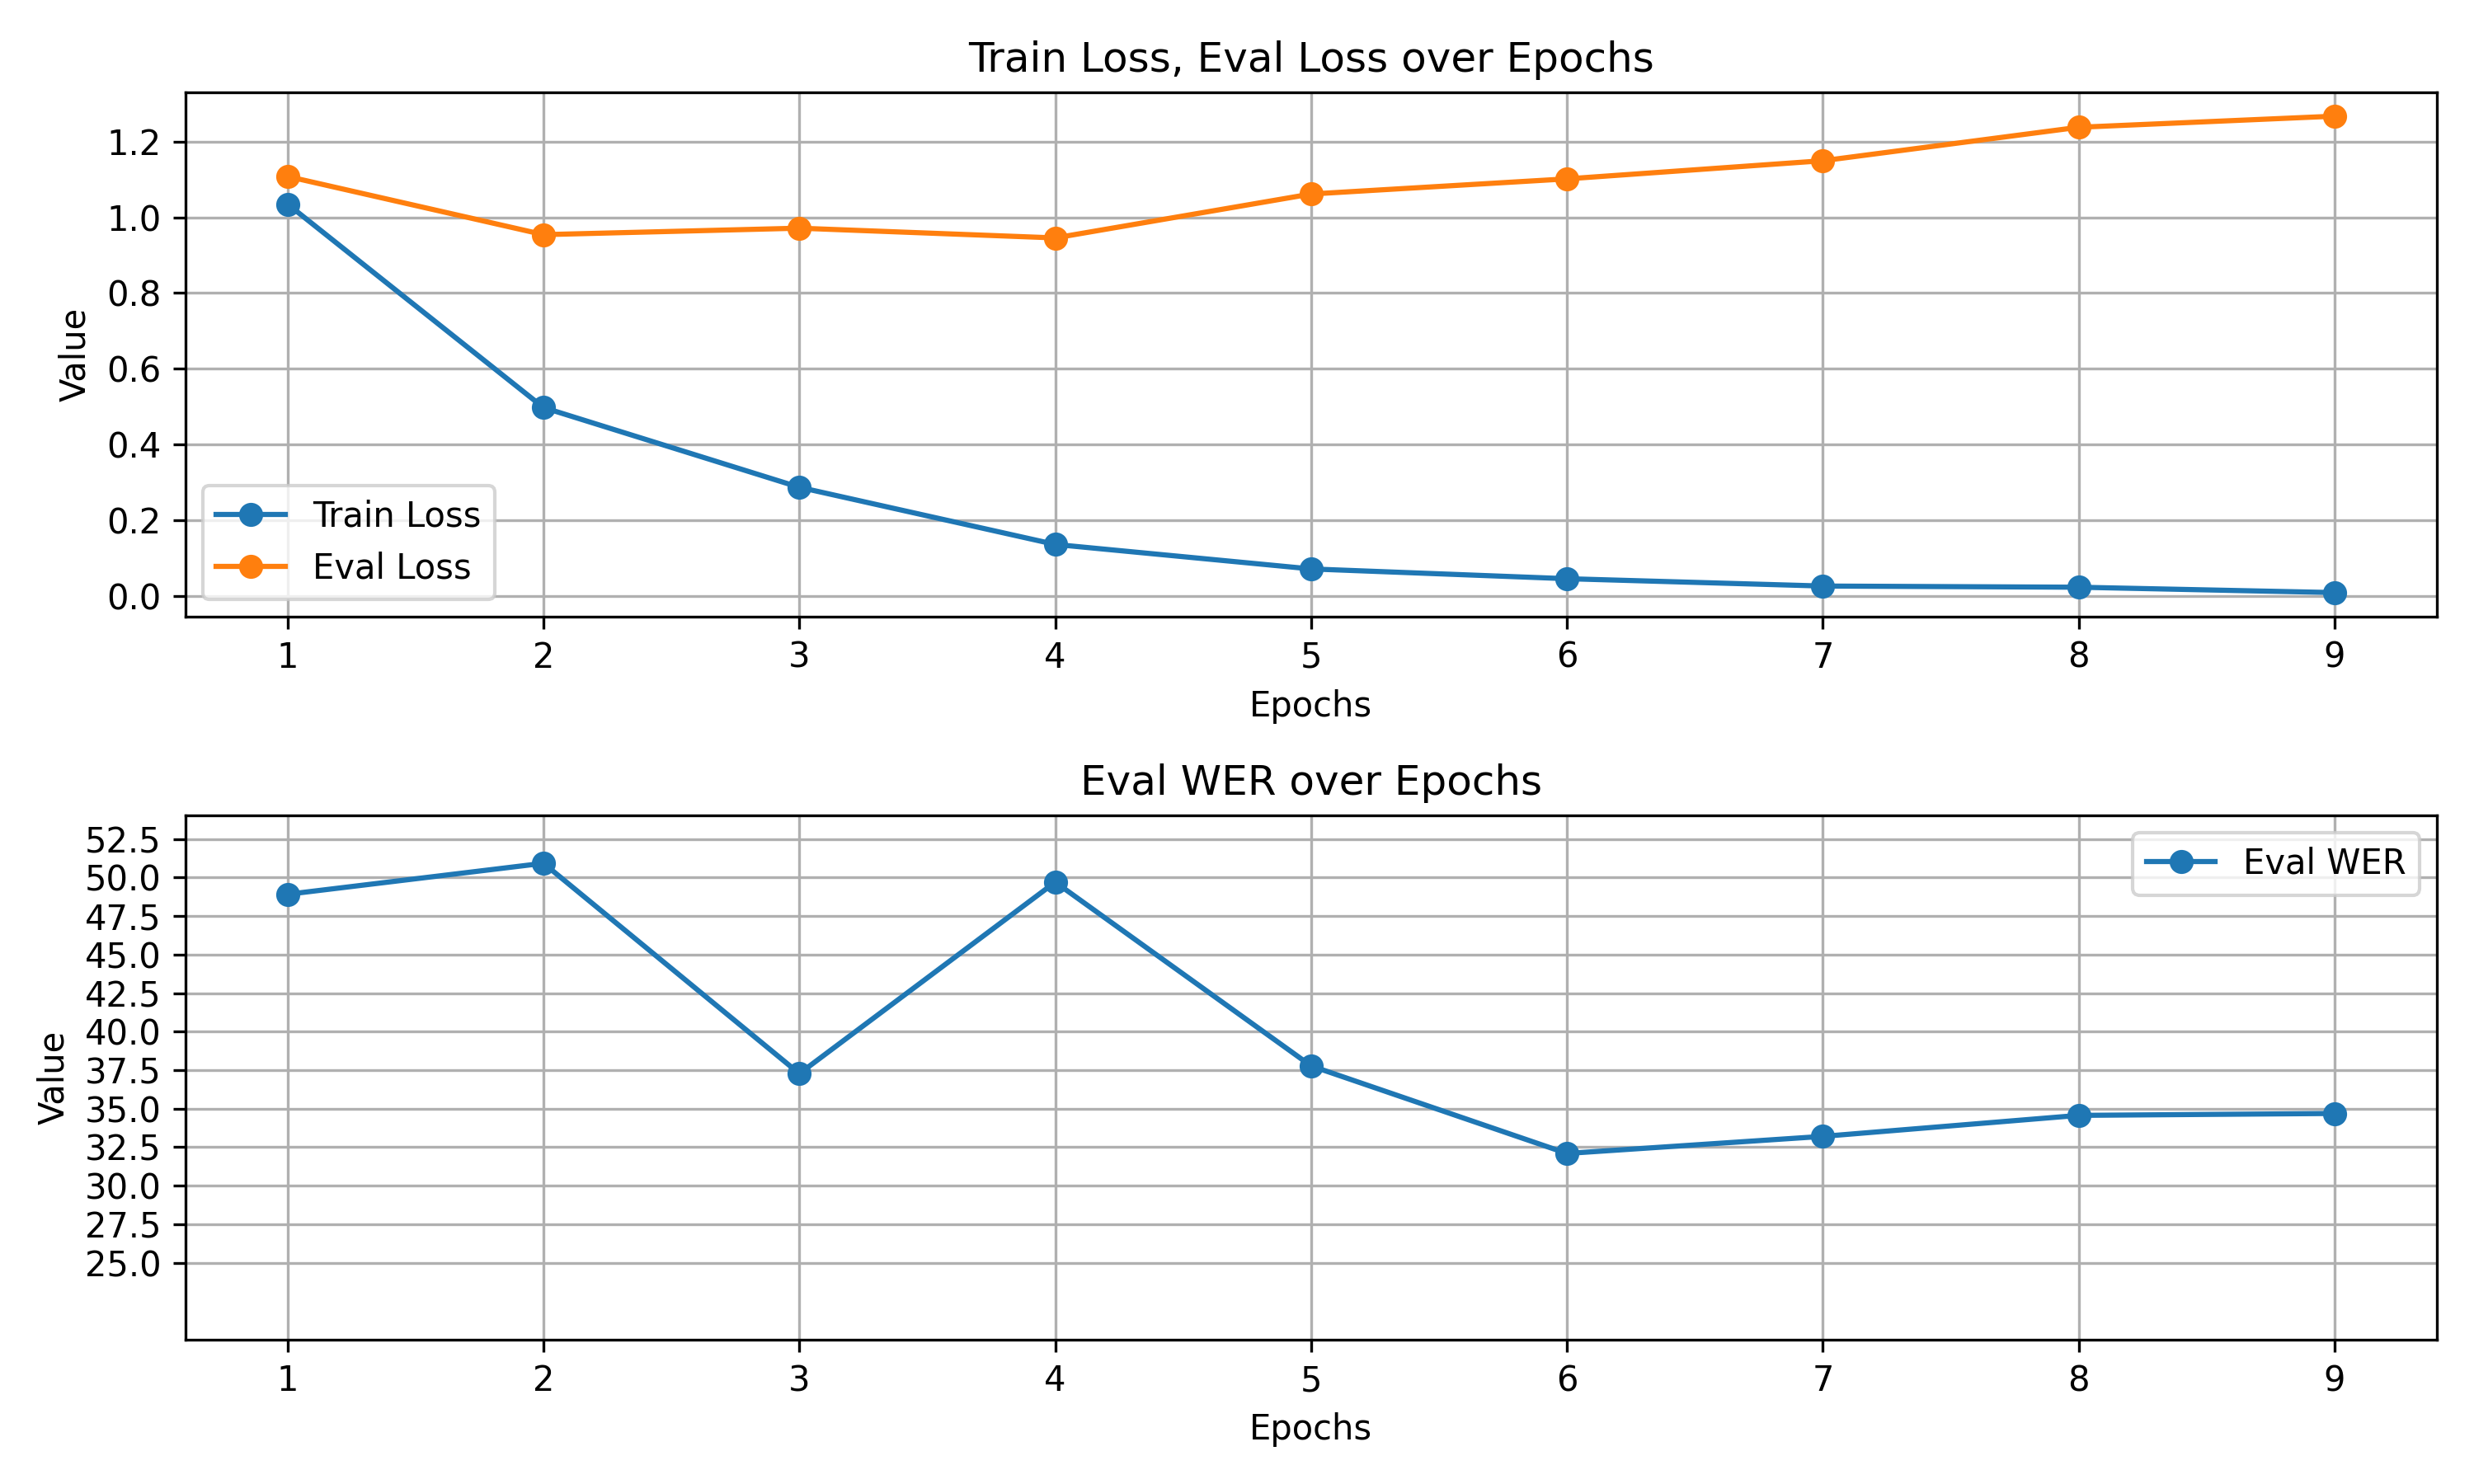 Train Loss, Eval Loss over Epochs
1.2
1.0
0.8
0.6
0.4
0.2
0.0
Value
Train Loss
Eval Loss
1 2 3 4 5 6 7 8 9
Epochs
Eval WER over Epochs
52.5
50.0
47.5
45.0
42.5
40.0
37.5
35.0
32.5
30.0
27.5
25.0
Value
Eval WER
1 2 3 4 5 6 7 8 9
Epochs